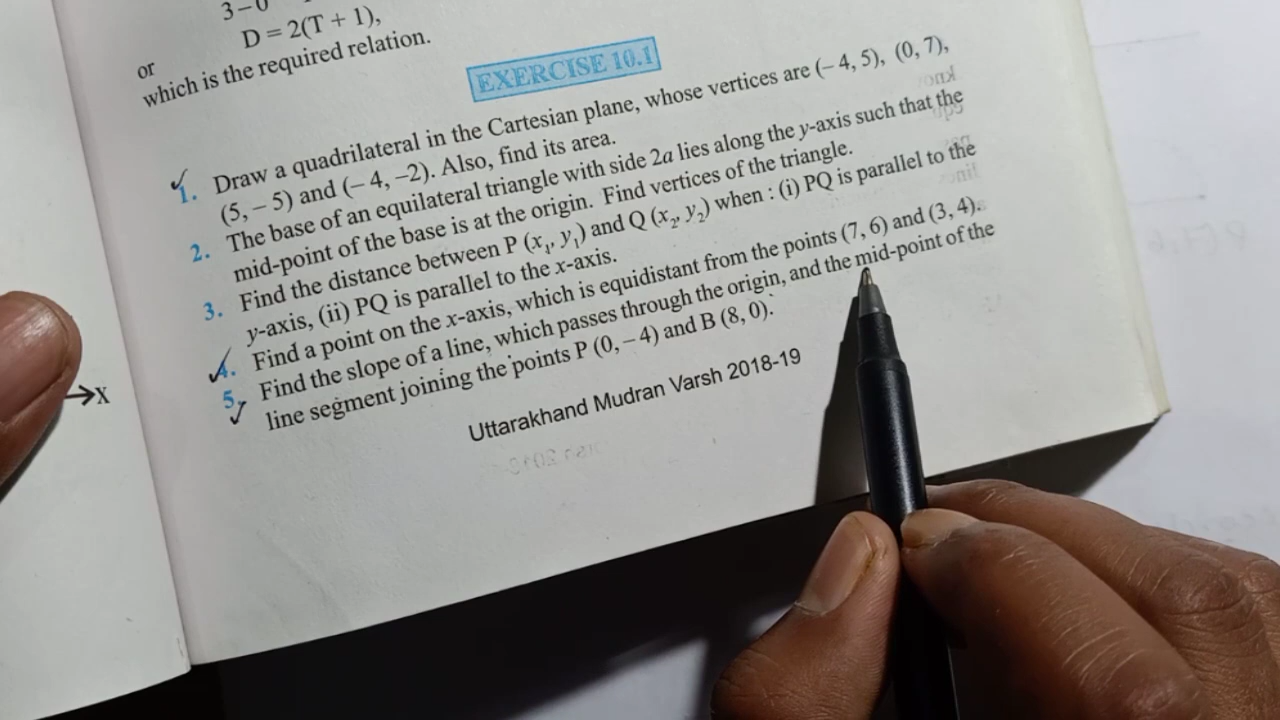 3 – 0
D = 2(T + 1),
or
which is the required relation.
EXERCISE 10.1
1. Draw a quadrilateral in the Cartesian plane, whose vertices are (– 4, 5), (0, 7),
(5, – 5) and (– 4, –2). Also, find its area.
2. The base of an equilateral triangle with side 2a lies along the y-axis such that the
mid-point of the base is at the origin. Find vertices of the triangle.
3. Find the distance between P (x₁, y₁) and Q (x₂, y₂) when : (i) PQ is parallel to the
y-axis, (ii) PQ is parallel to the x-axis.
4. Find a point on the x-axis, which is equidistant from the points (7, 6) and (3, 4).
5. Find the slope of a line, which passes through the origin, and the mid-point of the
line segment joining the points P (0, – 4) and B (8, 0).
Uttarakhand Mudran Varsh 2018-19
X